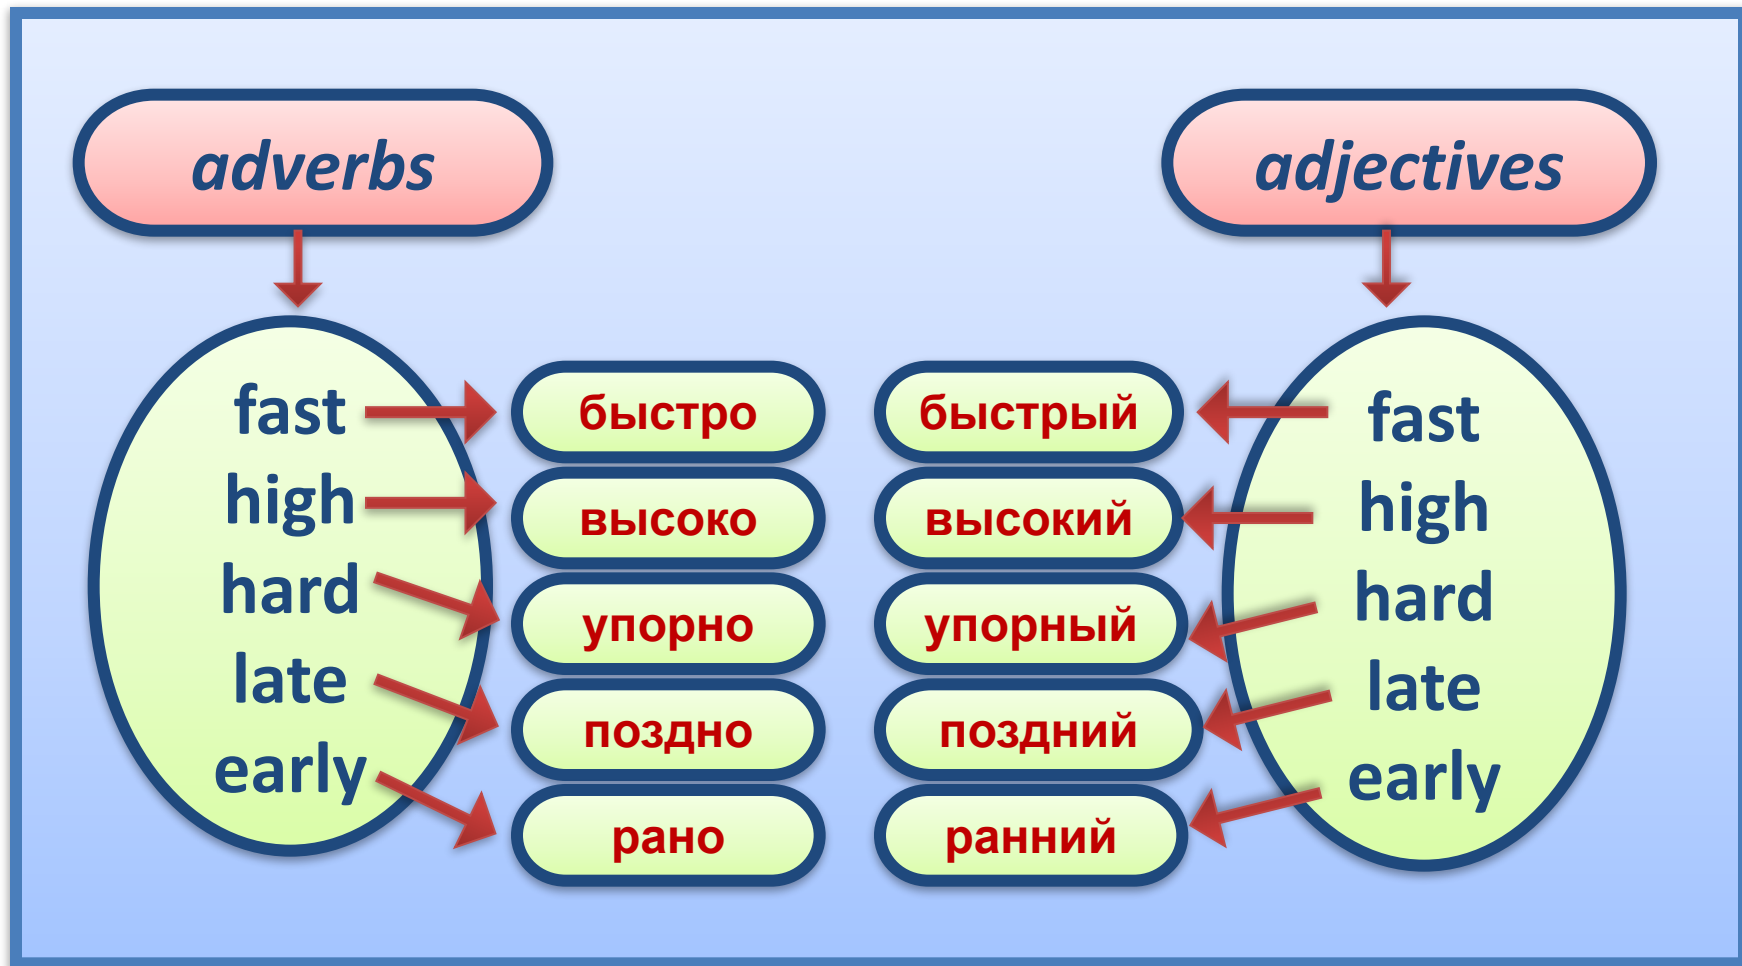 adverbs
adjectives
fast
high
hard
late
early
быстро
высоко
упорно
поздно
рано
быстрый
высокий
упорный
поздний
ранний
fast
high
hard
late
early